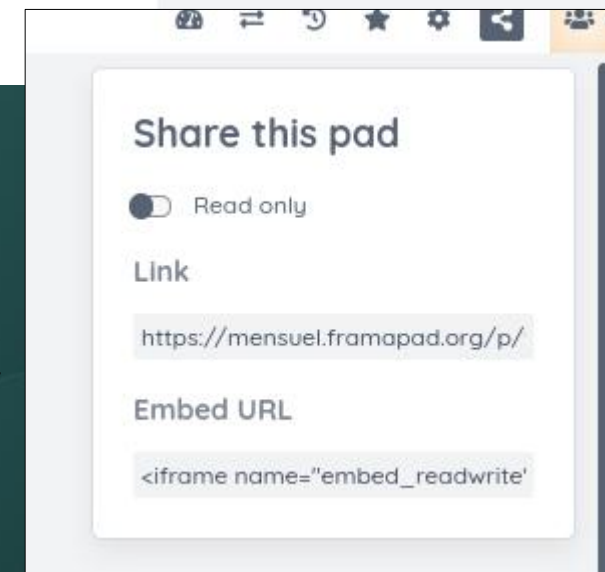 Share this pad
Read only
Link
https://mensuel.framapad.org/p/
Embed URL
<iframe name="embed_readwrite'